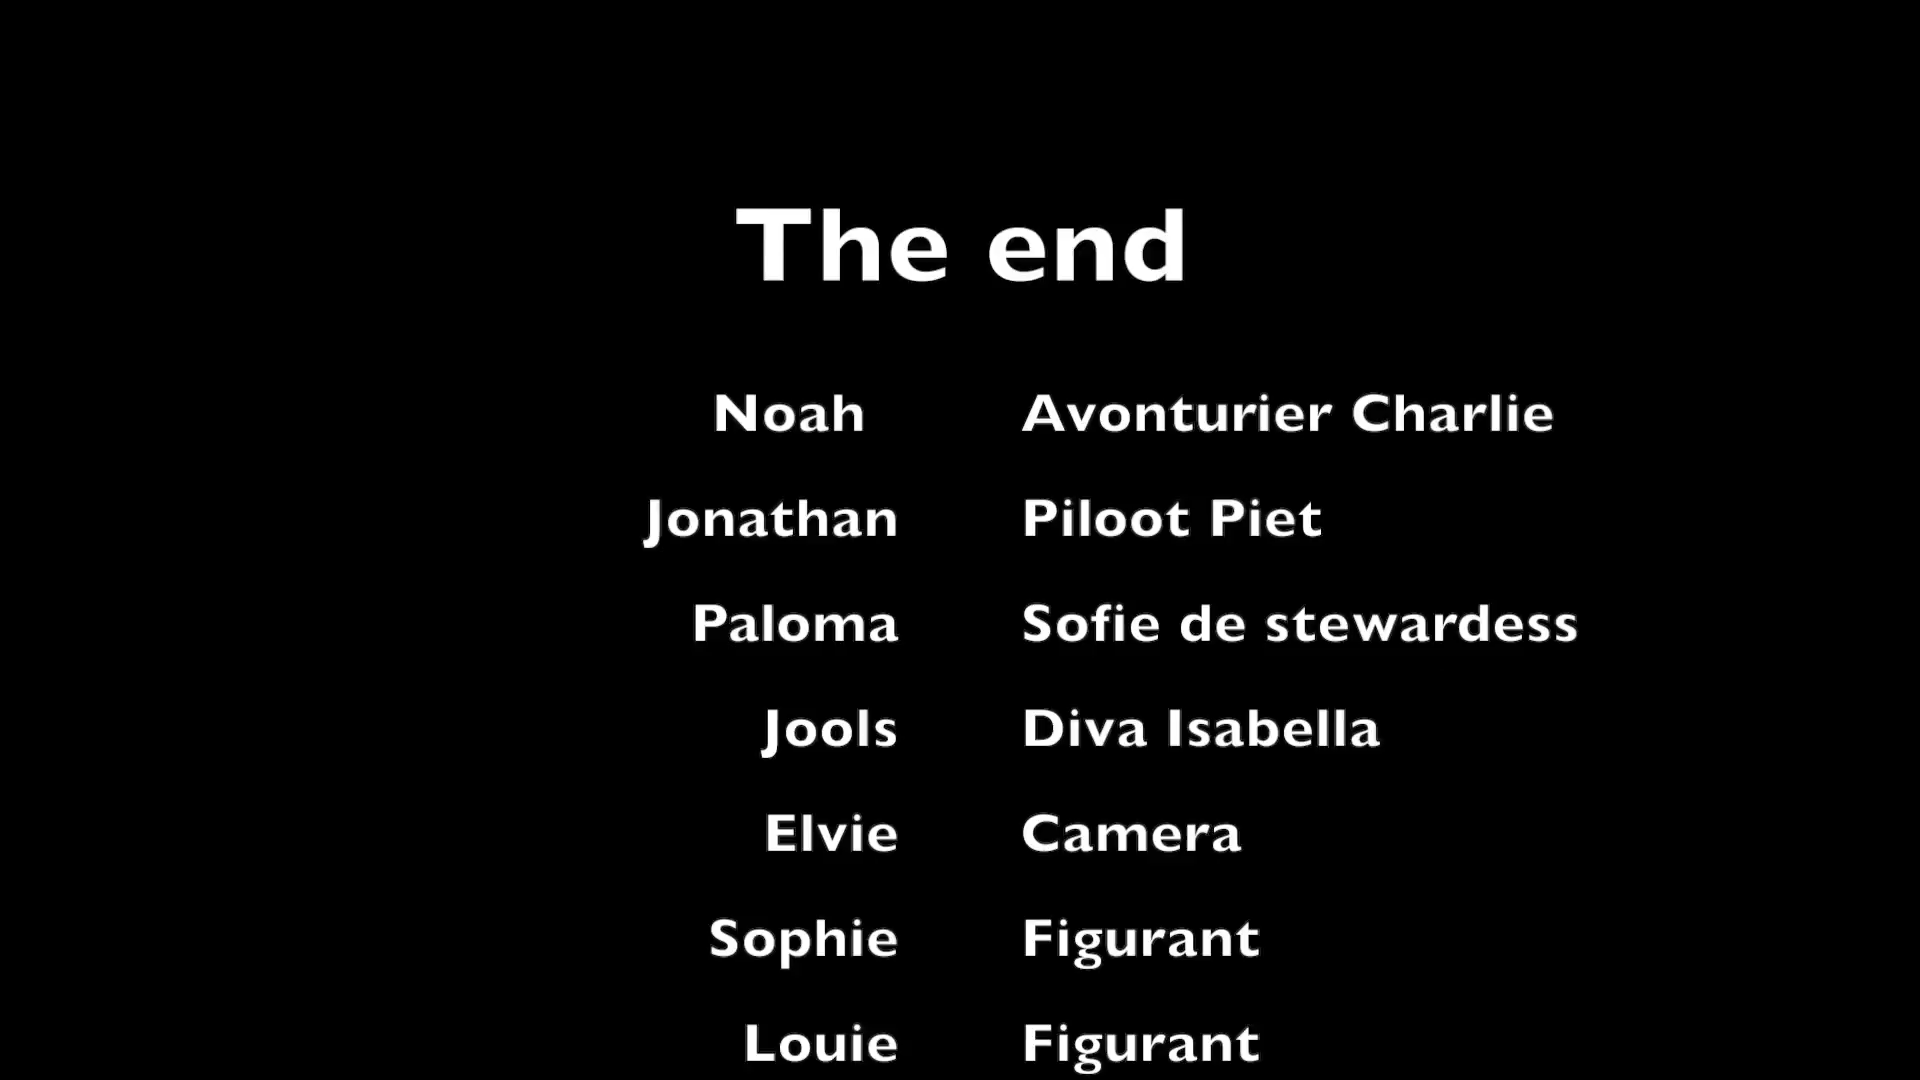 The end
Noah Avonturier Charlie
Jonathan Piloot Piet
Paloma Sofie de stewardess
Jools Diva Isabella
Elvie Camera
Sophie Figurant
Louie Figurant